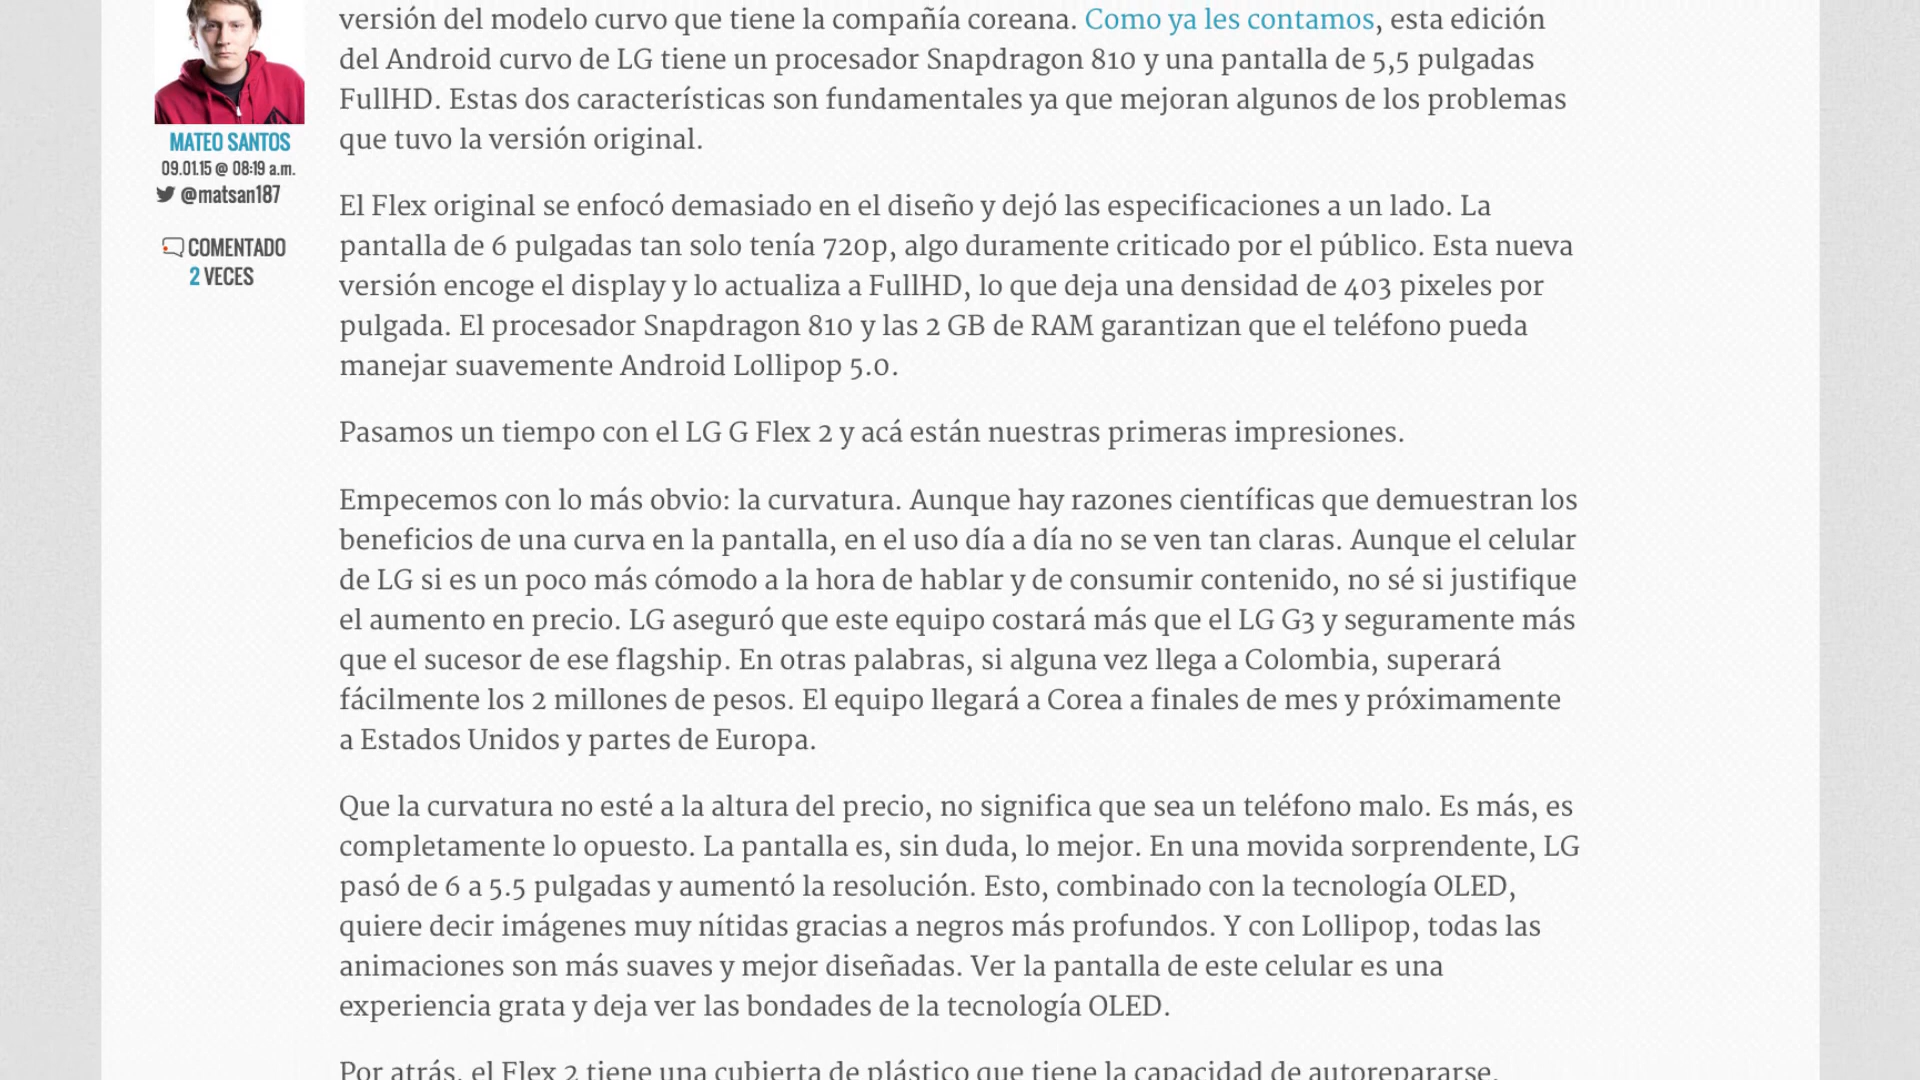 MATEO SANTOS
09.01.15 @ 08:19 a.m.
@matsan187
COMENTADO
2 VECES
versión del modelo curvo que tiene la compañía coreana. Como ya les contamos, esta edición
del Android curvo de LG tiene un procesador Snapdragon 810 y una pantalla de 5,5 pulgadas
FullHD. Estas dos características son fundamentales ya que mejoran algunos de los problemas
que tuvo la versión original.
El Flex original se enfocó demasiado en el diseño y dejó las especificaciones a un lado. La
pantalla de 6 pulgadas tan solo tenía 720p, algo duramente criticado por el público. Esta nueva
versión encoge el display y lo actualiza a FullHD, lo que deja una densidad de 403 pixeles por
pulgada. El procesador Snapdragon 810 y las 2 GB de RAM garantizan que el teléfono pueda
manejar suavemente Android Lollipop 5.0.
Pasamos un tiempo con el LG G Flex 2 y acá están nuestras primeras impresiones.
Empecemos con lo más obvio: la curvatura. Aunque hay razones científicas que demuestran los
beneficios de una curva en la pantalla, en el uso día a día no se ven tan claras. Aunque el celular
de LG si es un poco más cómodo a la hora de hablar y de consumir contenido, no sé si justifique
el aumento en precio. LG aseguró que este equipo costará más que el LG G3 y seguramente más
que el sucesor de ese flagship. En otras palabras, si alguna vez llega a Colombia, superará
fácilmente los 2 millones de pesos. El equipo llegará a Corea a finales de mes y próximamente
a Estados Unidos y partes de Europa.
Que la curvatura no esté a la altura del precio, no significa que sea un teléfono malo. Es más, es
completamente lo opuesto. La pantalla es, sin duda, lo mejor. En una movida sorprendente, LG
pasó de 6 a 5.5 pulgadas y aumentó la resolución. Esto, combinado con la tecnología OLED,
quiere decir imágenes muy nítidas gracias a negros más profundos. Y con Lollipop, todas las
animaciones son más suaves y mejor diseñadas. Ver la pantalla de este celular es una
experiencia grata y deja ver las bondades de la tecnología OLED.
Por atrás, el Flex 2 tiene una cubierta de plástico que tiene la capacidad de autorepararse.